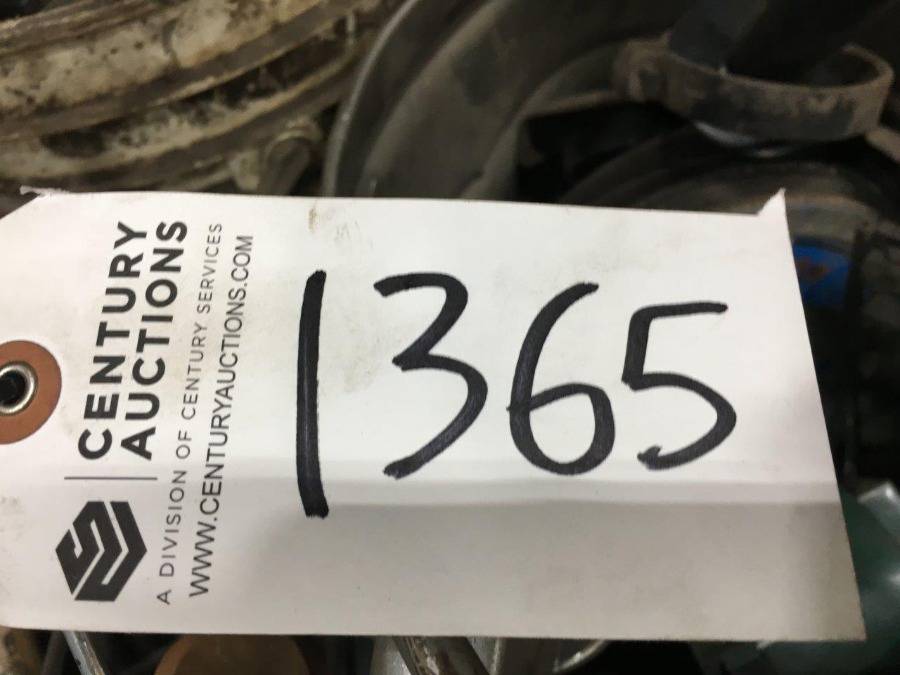 CENTURY
AUCTIONS
A DIVISION OF CENTURY SERVICES
WWW.CENTURYAUCTIONS.COM
1365